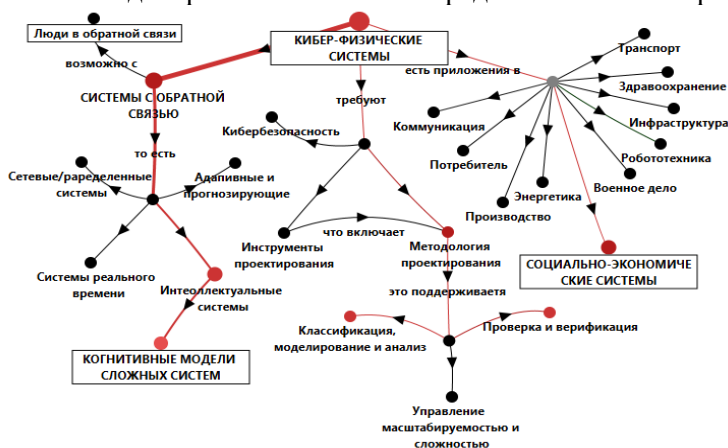 Люди в обратной связи
КИБЕР-ФИЗИЧЕСКИЕ
СИСТЕМЫ
Транспорт
возможно с
есть приложения в
Здравоохранение
СИСТЕМЫ С ОБРАТНОЙ
СВЯЗЬЮ
требуют
Коммуникация
Инфраструктура
Кибербезопасность
то есть
Потребитель
Робототехника
Сетевые/раределенные
системы
Адапивные и
прогнозирующие
Военное дело
Энергетика
Производство
что включает
Инструменты
проектирования
Методология
проектирования
СОЦИАЛЬНО-ЭКОНОМИЧЕ
СКИЕ СИСТЕМЫ
Системы реального
времени
Интеоллектуальные
системы
это поддерживаетя
Классификация,
моделирование и анализ
Проверка и верификация
КОГНИТИВНЫЕ МОДЕЛИ
СЛОЖНЫХ СИСТЕМ
Управление
масштабируемостью и
сложностью